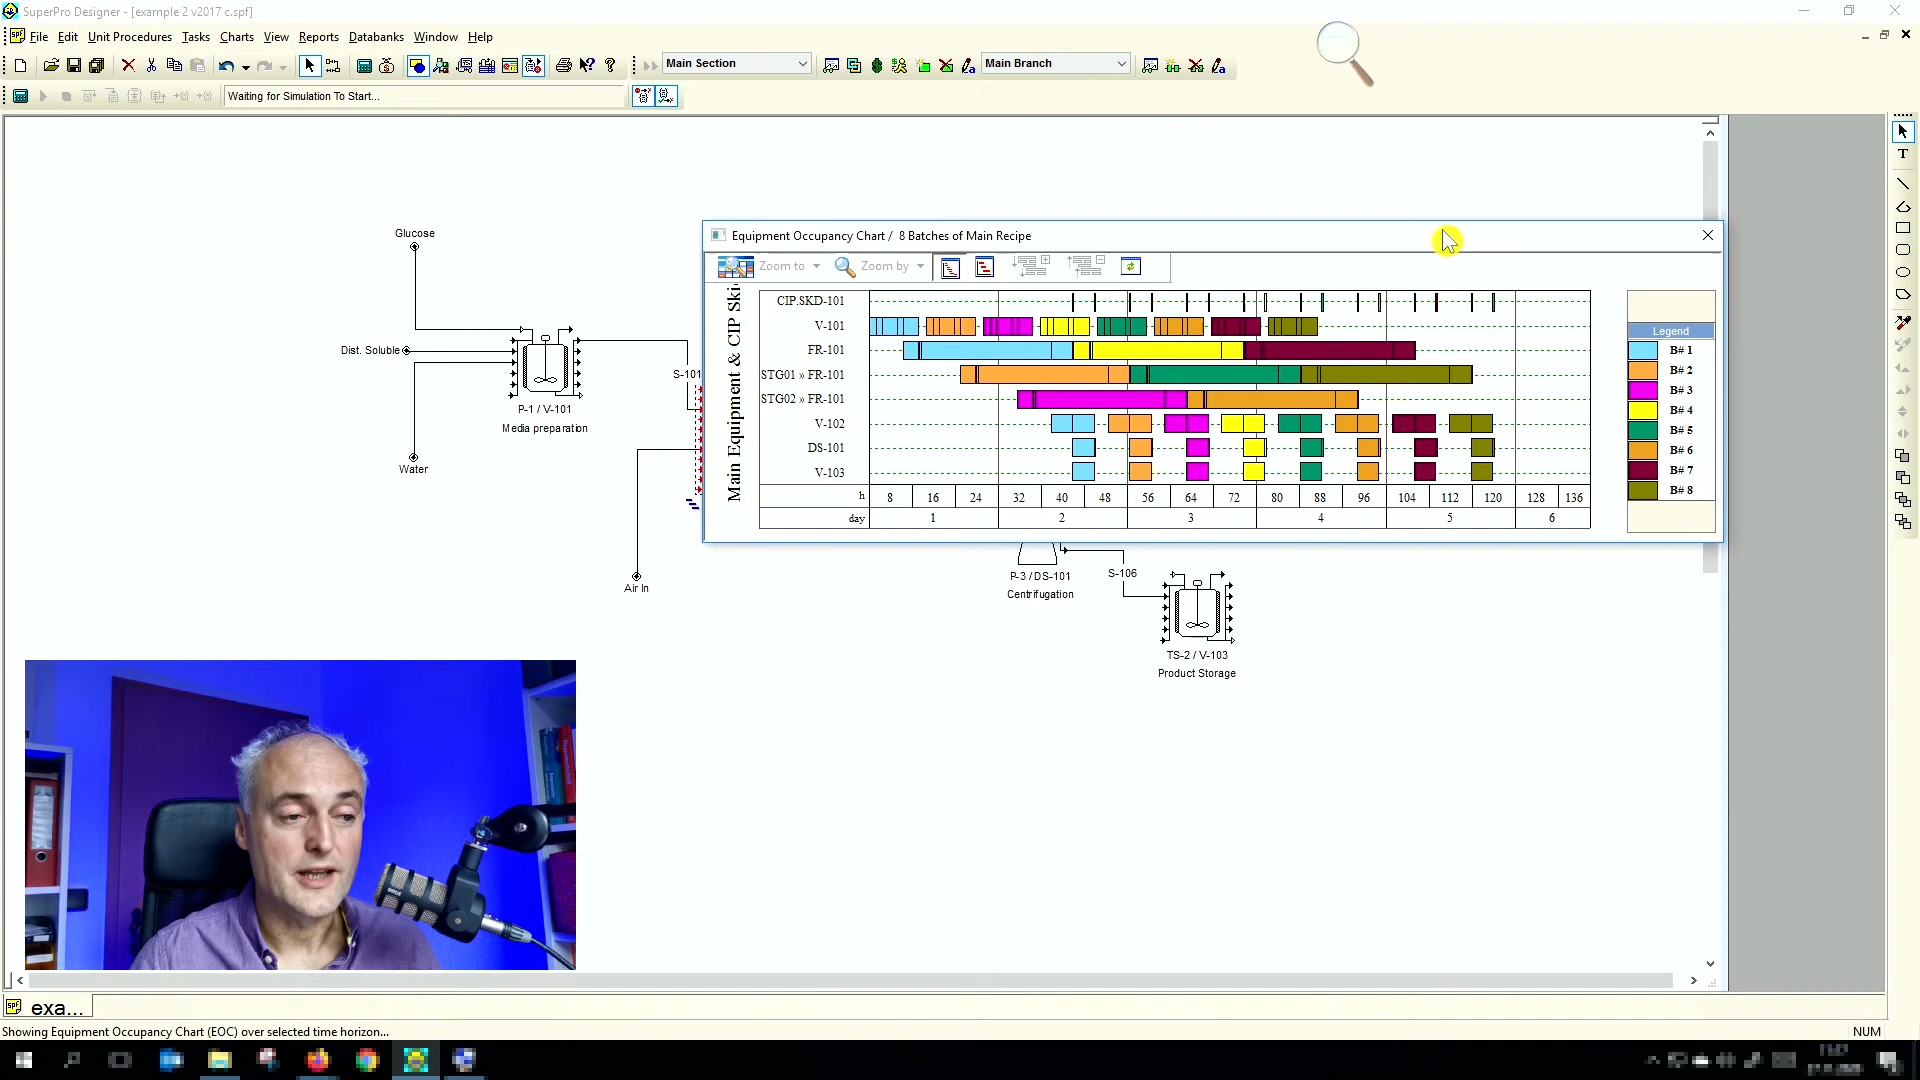 SuperPro Designer - [example 2 v2017 c.spf]
File Edit Unit Procedures Tasks Charts View Reports Databanks Window Help
Main Section
Main Branch
Waiting for Simulation To Start...
Glucose
Dist. Soluble
Water
P-1 / V-101
Media preparation
S-101
Air In
Equipment Occupancy Chart / 8 Batches of Main Recipe
Zoom to
Zoom by
Main Equipment & CIP Ski
CIP.SKD-101
V-101
FR-101
STG01 » FR-101
STG02 » FR-101
V-102
DS-101
V-103
h 8 16 24 32 40 48 56 64 72 80 88 96 104 112 120 128 136
day 1 2 3 4 5 6
Legend
B# 1
B# 2
B# 3
B# 4
B# 5
B# 6
B# 7
B# 8
P-3 / DS-101
Centrifugation
S-106
TS-2 / V-103
Product Storage
exa...
Showing Equipment Occupancy Chart (EOC) over selected time horizon...
NUM